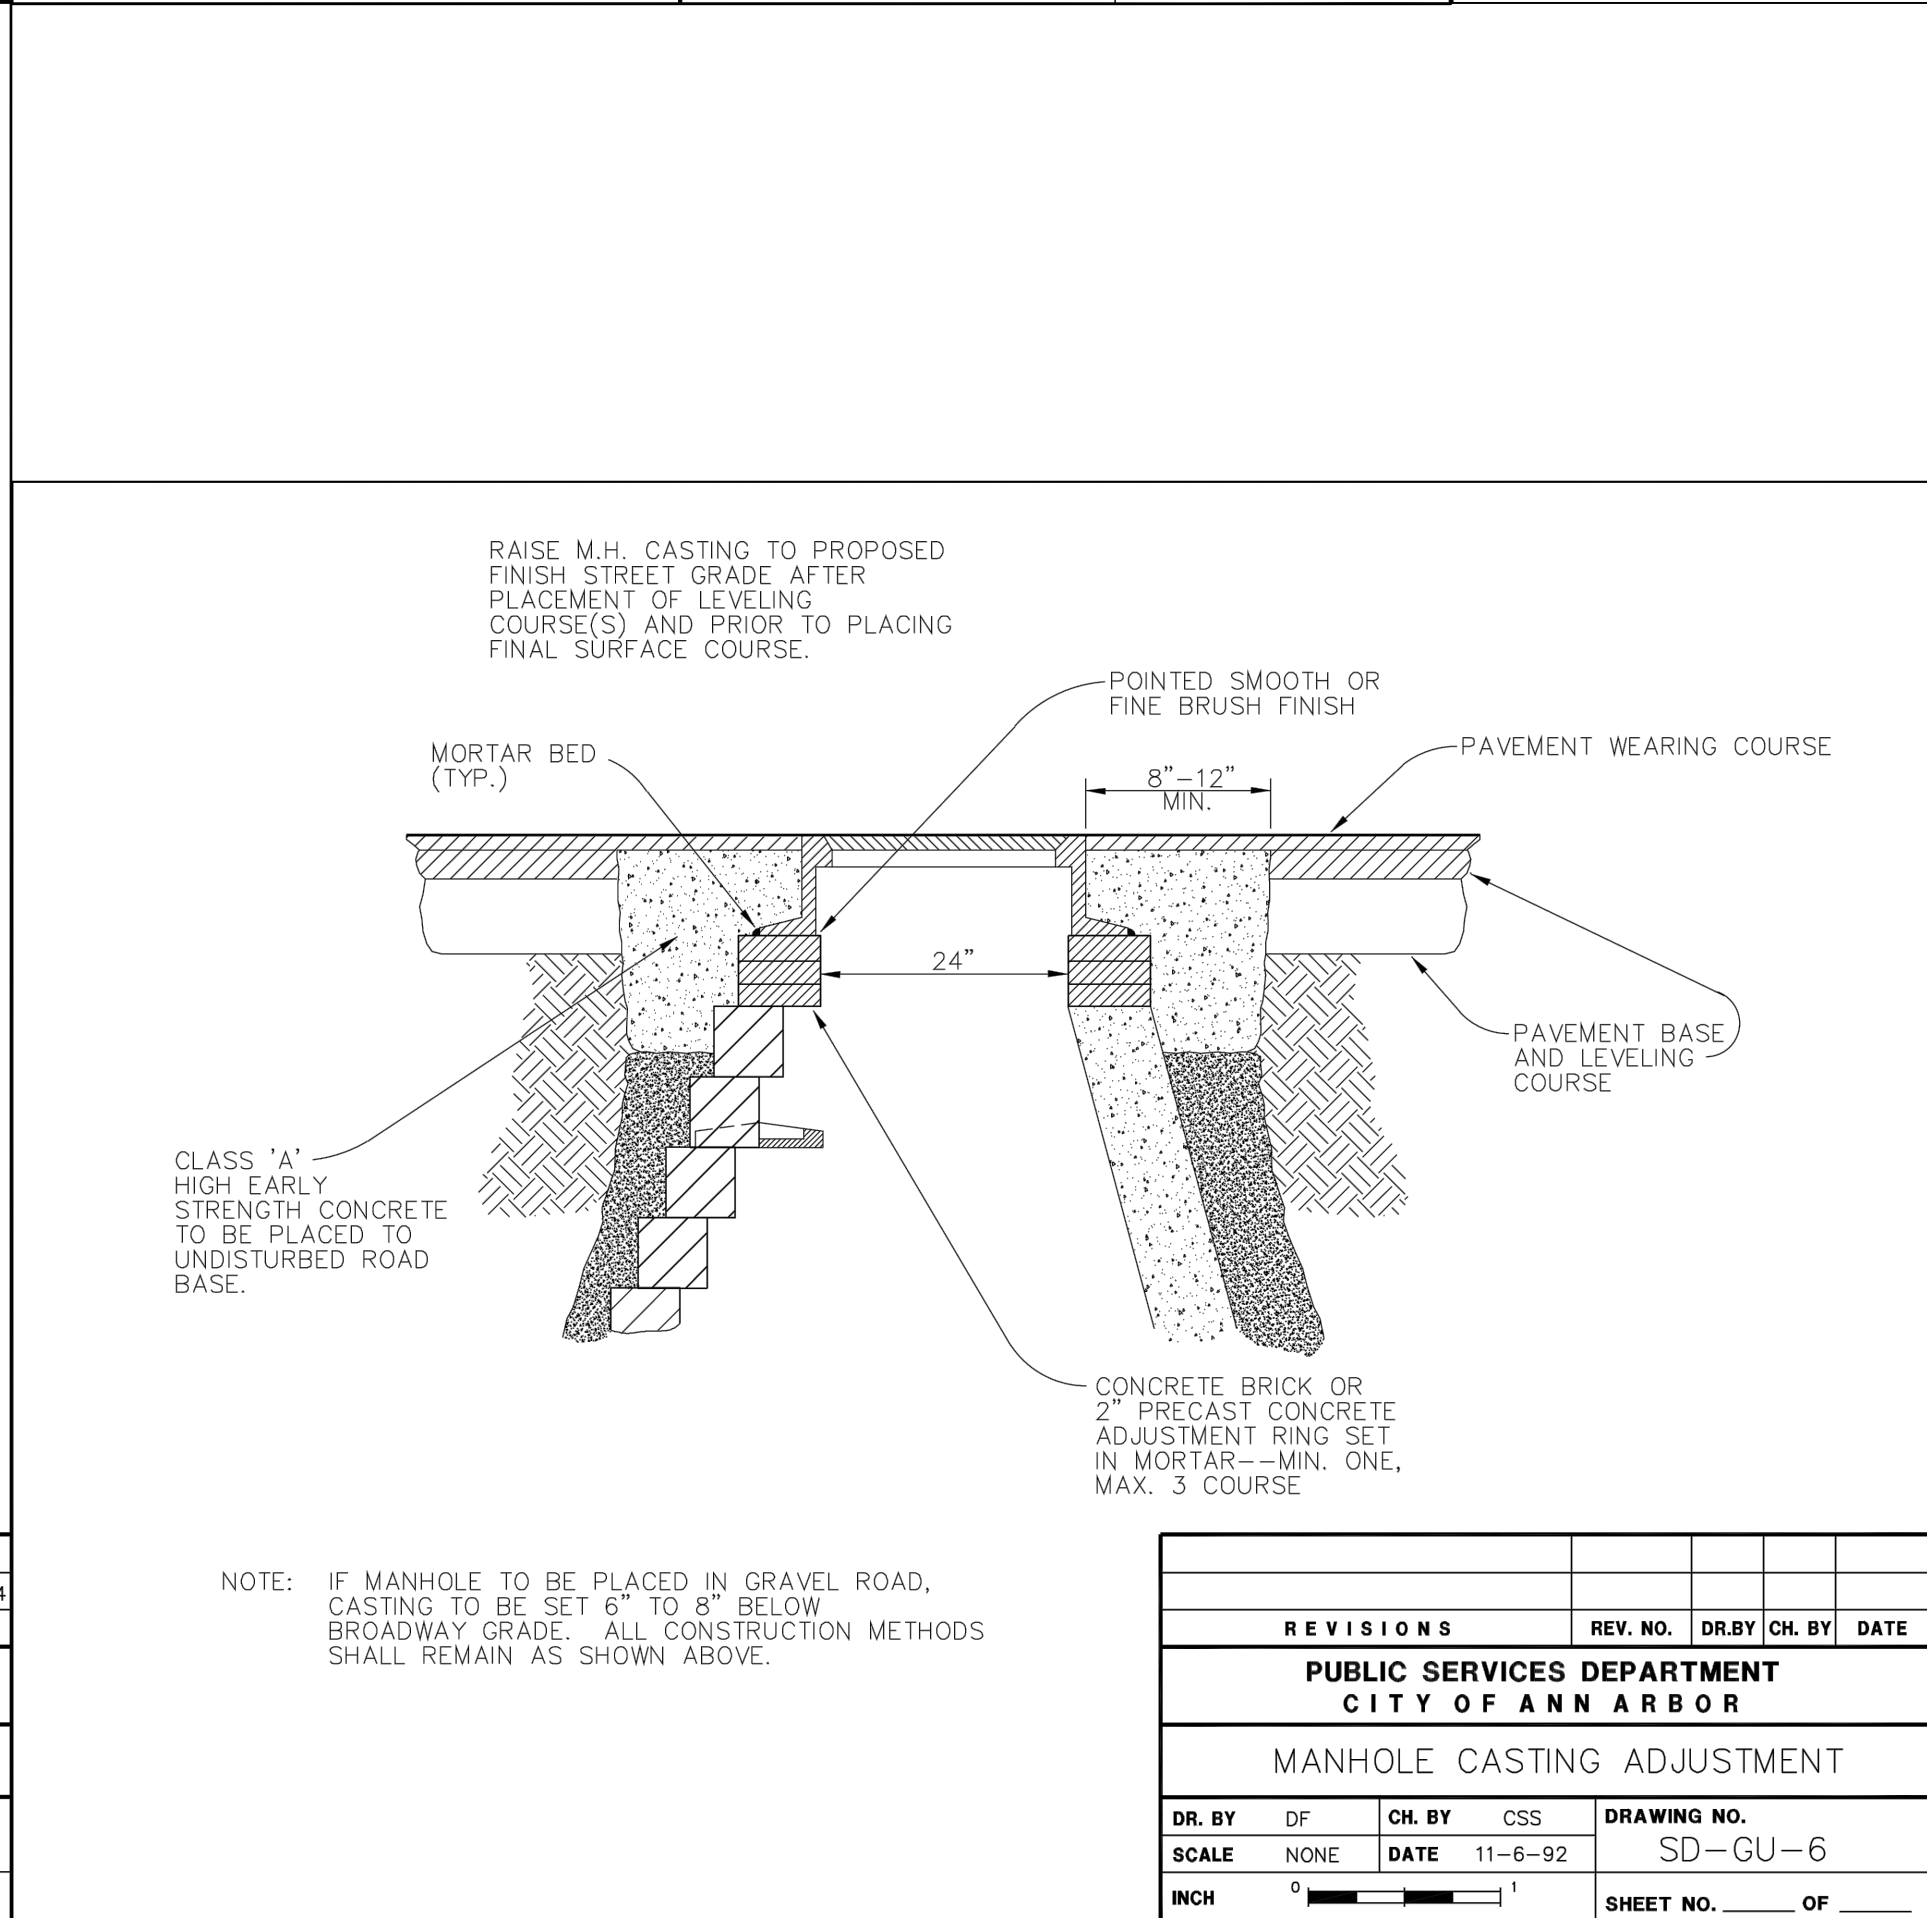 RAISE M.H. CASTING TO PROPOSED
FINISH STREET GRADE AFTER
PLACEMENT OF LEVELING
COURSE(S) AND PRIOR TO PLACING
FINAL SURFACE COURSE.
POINTED SMOOTH OR
FINE BRUSH FINISH
MORTAR BED
(TYP.)
PAVEMENT WEARING COURSE
8”–12”
MIN.
24”
PAVEMENT BASE
AND LEVELING
COURSE
CLASS 'A'
HIGH EARLY
STRENGTH CONCRETE
TO BE PLACED TO
UNDISTURBED ROAD
BASE.
CONCRETE BRICK OR
2” PRECAST CONCRETE
ADJUSTMENT RING SET
IN MORTAR––MIN. ONE,
MAX. 3 COURSE
NOTE: IF MANHOLE TO BE PLACED IN GRAVEL ROAD,
CASTING TO BE SET 6” TO 8” BELOW
BROADWAY GRADE. ALL CONSTRUCTION METHODS
SHALL REMAIN AS SHOWN ABOVE.
4
REVISIONS REV. NO. DR.BY CH. BY DATE
PUBLIC SERVICES DEPARTMENT
CITY OF ANN ARBOR
MANHOLE CASTING ADJUSTMENT
DR. BY DF CH. BY CSS DRAWING NO.
SCALE NONE DATE 11–6–92 SD–GU–6
INCH 0 1 SHEET NO. ______ OF ______